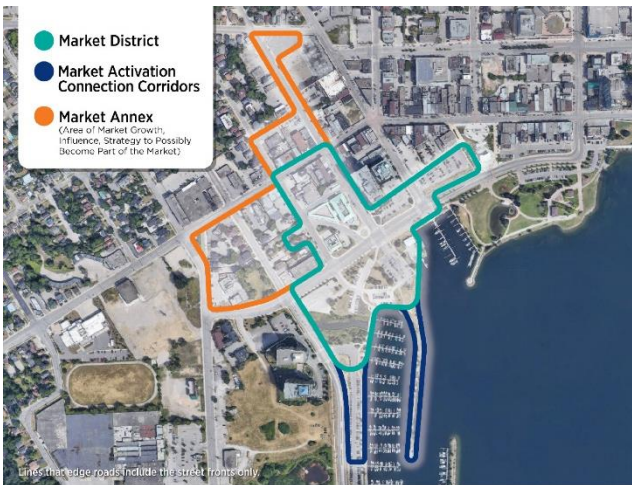 Market District
Market Activation
Connection Corridors
Market Annex
(Area of Market Growth,
Influence, Strategy to Possibly
Become Part of the Market)
Lines that edge roads include the street fronts only.